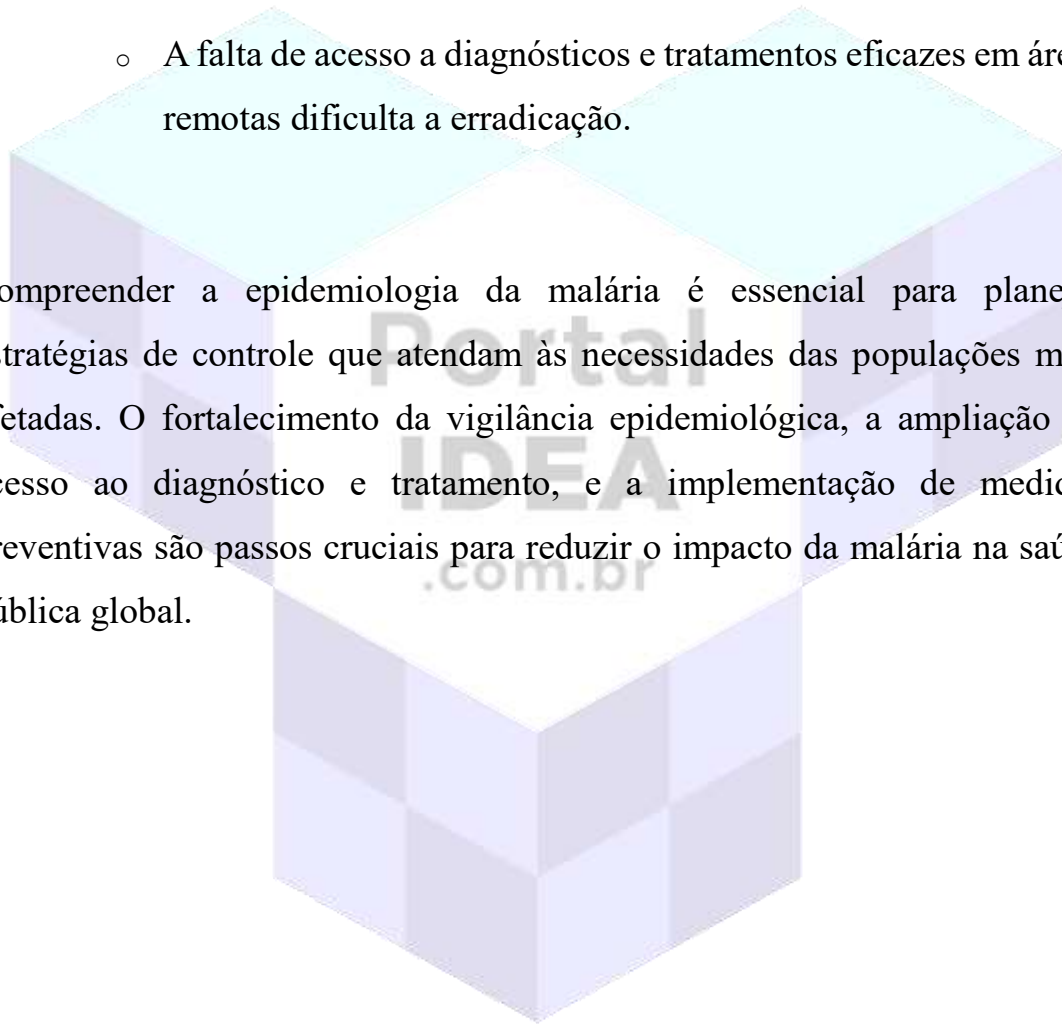 o A falta de acesso a diagnósticos e tratamentos eficazes em áre
remotas dificulta a erradicação.
ompreender a epidemiologia da malária é essencial para plane
stratégias de controle que atendam às necessidades das populações m
fetadas. O fortalecimento da vigilância epidemiológica, a ampliação
cesso ao diagnóstico e tratamento, e a implementação de medid
reventivas são passos cruciais para reduzir o impacto da malária na saú
ública global.
Portal
IDEA
.com.br